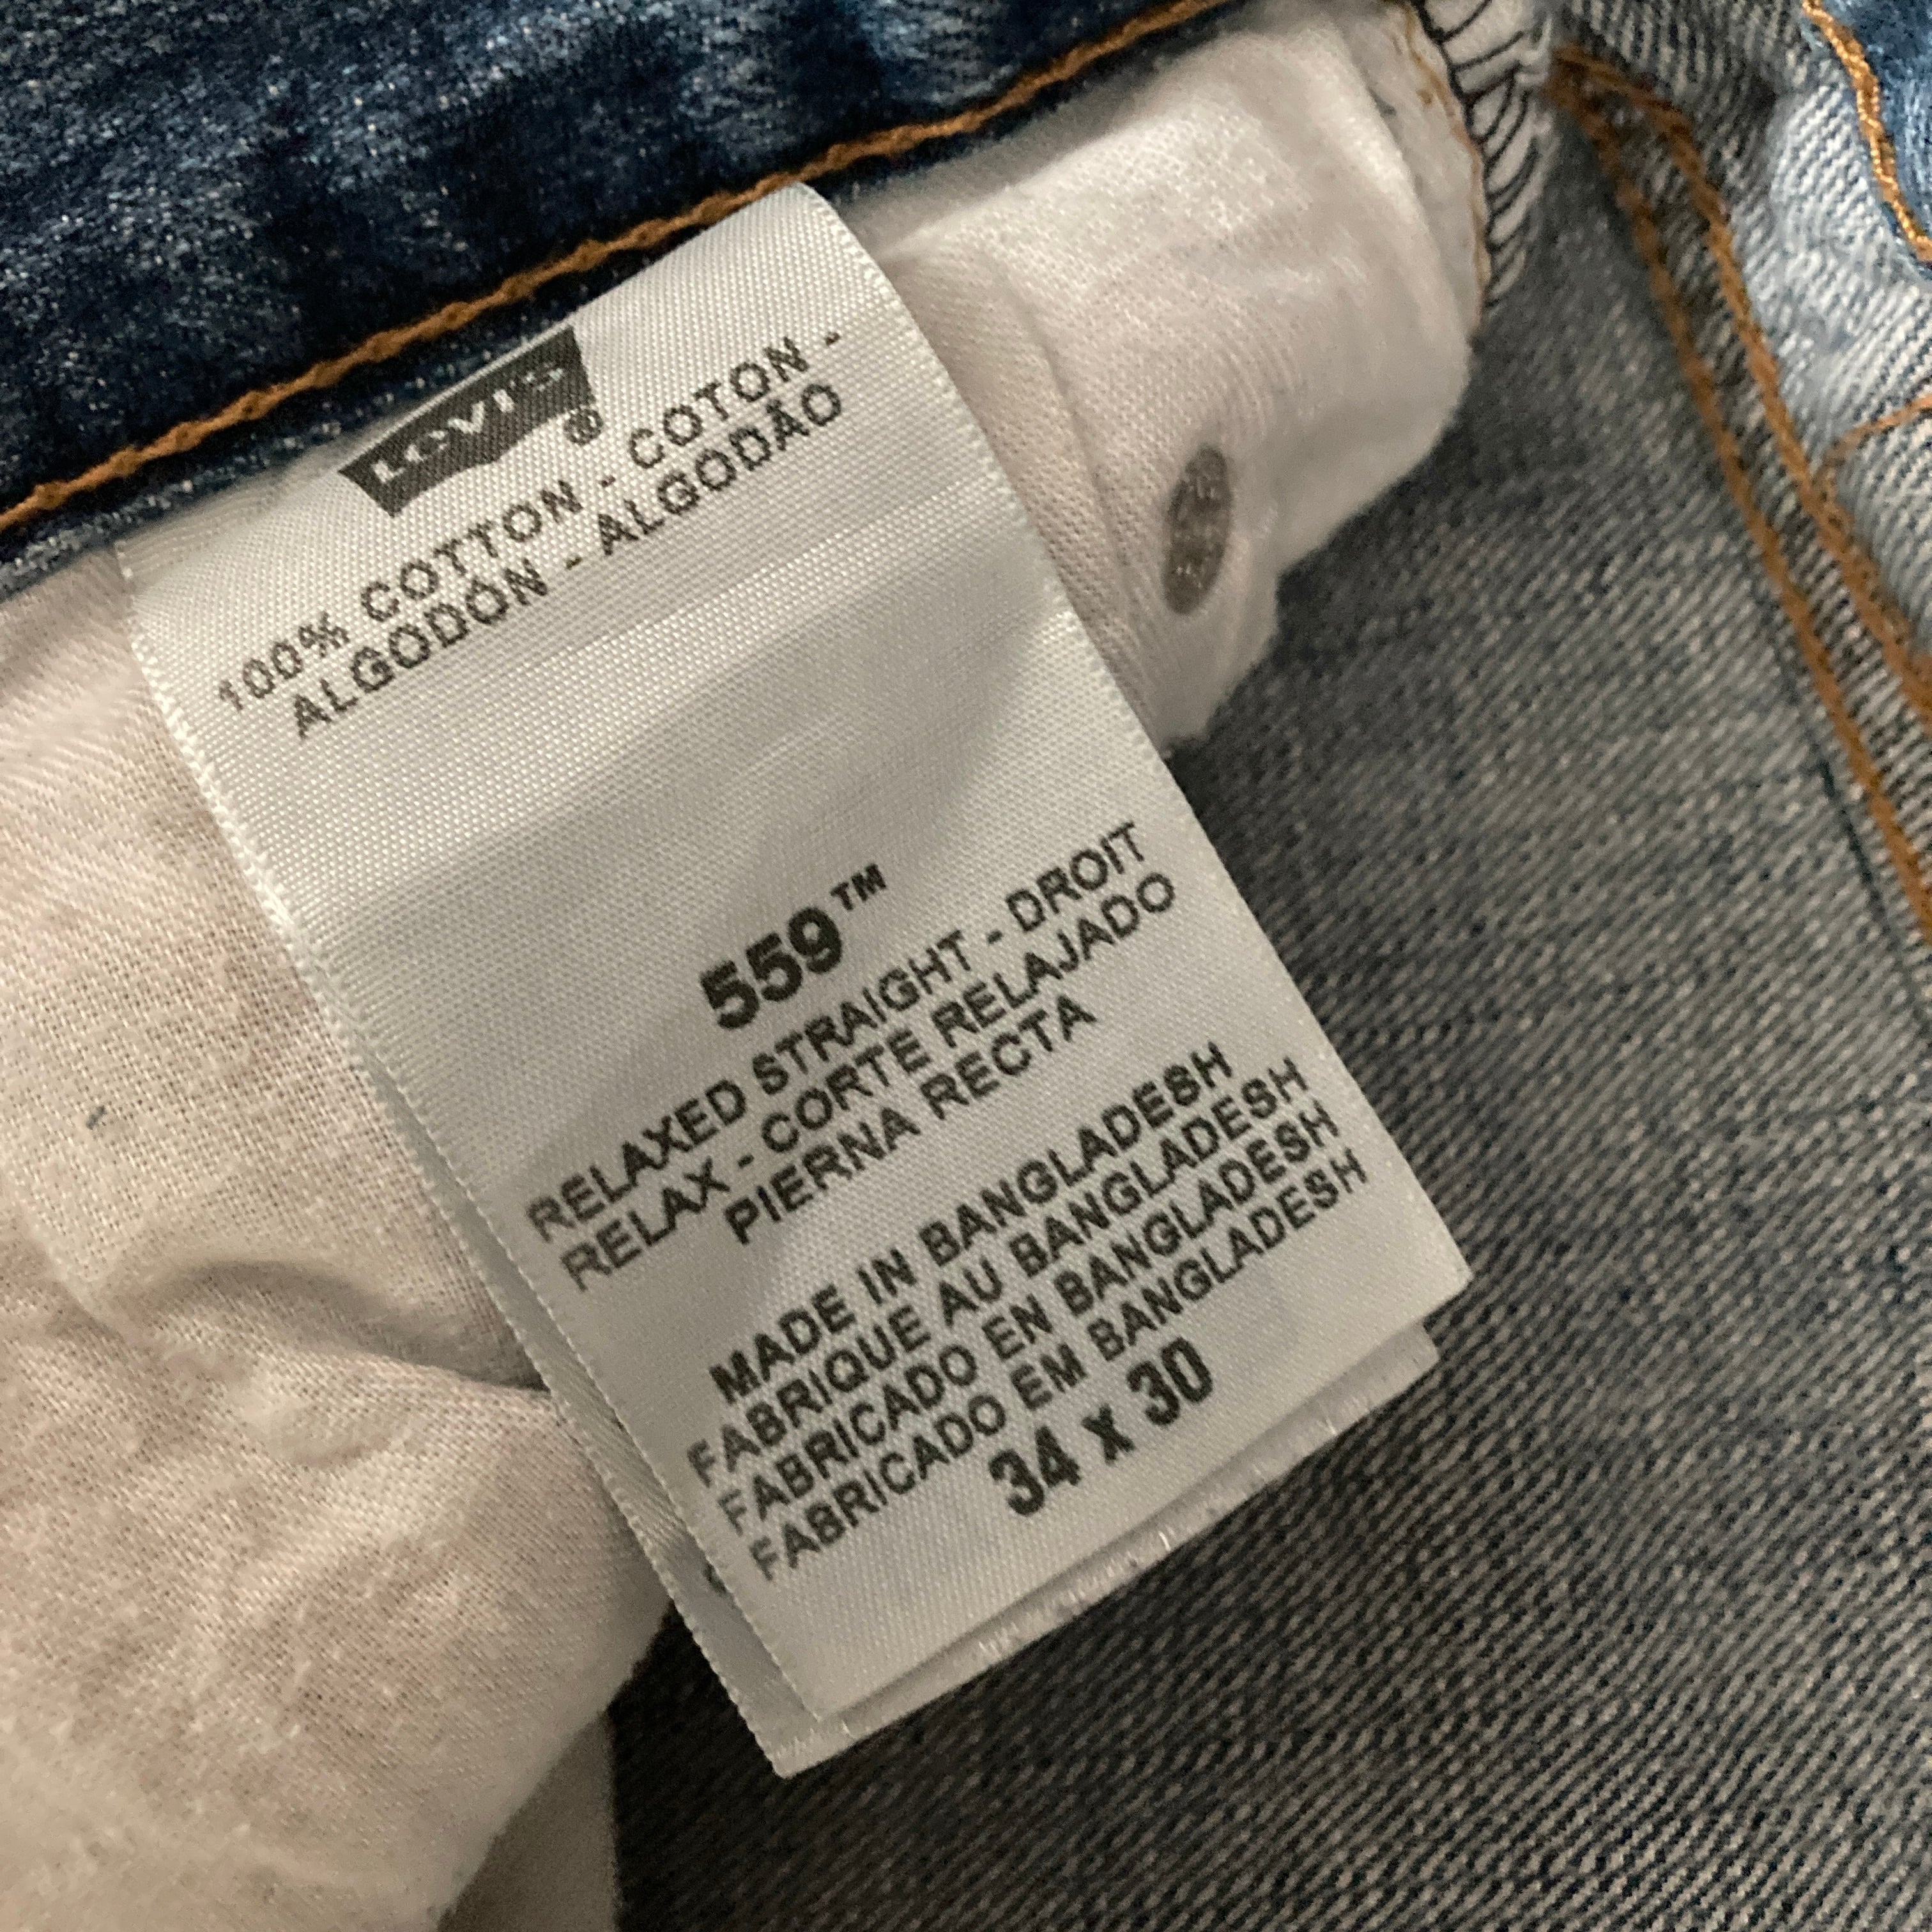 LEVI'S®
100% COTTON - COTON -
ALGODÓN - ALGODÃO
559™
RELAXED STRAIGHT - DROIT
RELAX - CORTE RELAJADO
PIERNA RECTA
MADE IN BANGLADESH
FABRIQUE AU BANGLADESH
FABRICADO EN BANGLADESH
FABRICADO EM BANGLADESH
34 x 30